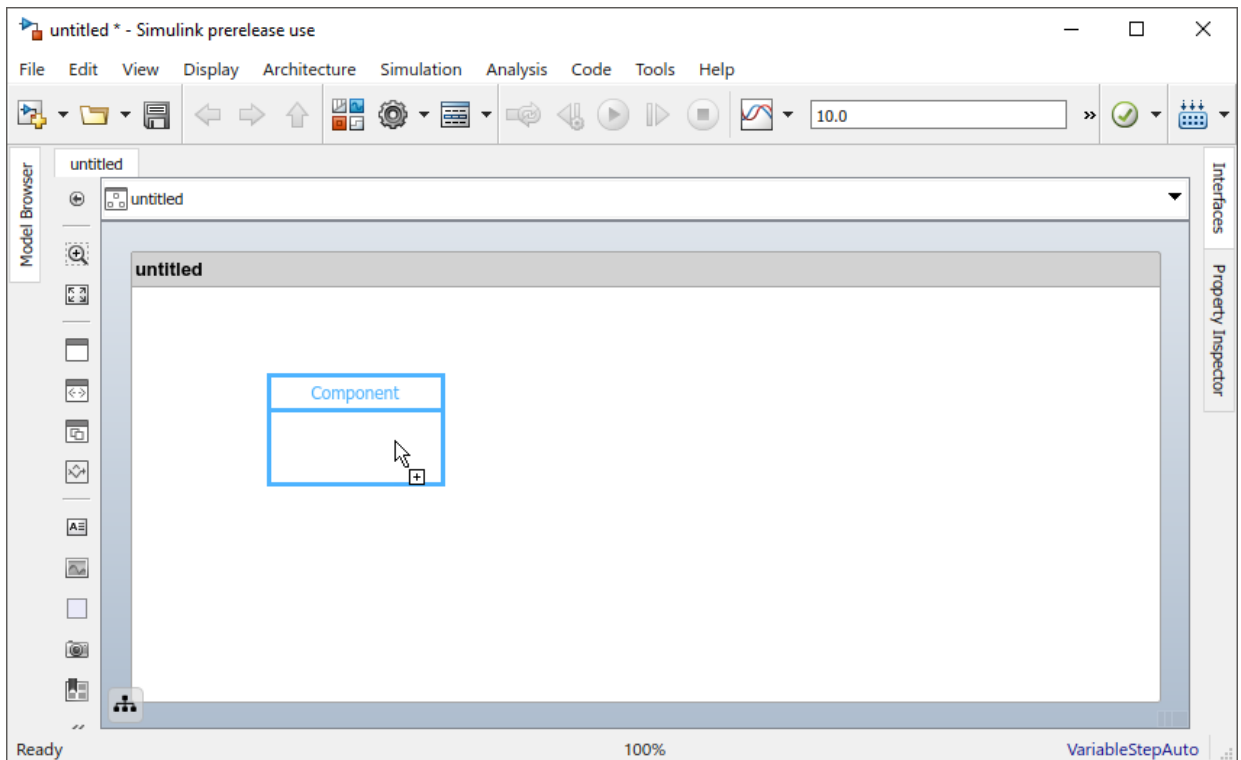 untitled * - Simulink prerelease use
File Edit View Display Architecture Simulation Analysis Code Tools Help
10.0 »
Model Browser
untitled
untitled
untitled
Component
Interfaces
Property Inspector
Ready 100% VariableStepAuto